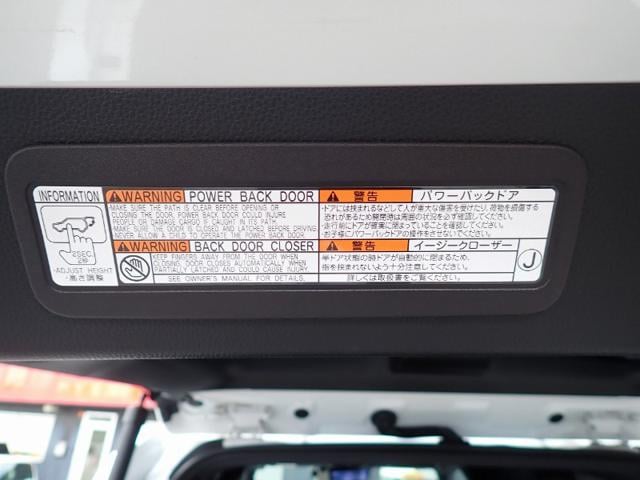 INFORMATION
2SEC.
2秒
-ADJUST HEIGHT
・高さ調整
WARNING POWER BACK DOOR
・MAKE SURE THE PATH IS CLEAR BEFORE OPENING OR
CLOSING THE DOOR. POWER BACK DOOR COULD INJURE
PEOPLE OR DAMAGE CARGO IF CAUGHT IN ITS PATH.
・MAKE SURE THE DOOR IS CLOSED AND LATCHED BEFORE DRIVING.
・NEVER ALLOW A CHILD TO OPERATE THE POWER BACK DOOR.
WARNING BACK DOOR CLOSER
KEEP FINGERS AWAY FROM THE DOOR WHEN
CLOSING. DOOR CLOSES AUTOMATICALLY WHEN
PARTIALLY LATCHED AND COULD CAUSE INJURY.
SEE OWNER'S MANUAL FOR DETAILS.
警告 パワーバックドア
・ドアには挟まれるなどして人が重大な傷害を受けたり、荷物を損傷する
恐れがあるため開閉時は周囲の状況を必ず確認してください。
・走行前にドアが確実に閉まっていることを確認してください。
・お子様にパワーバックドアの操作をさせないでください。
警告 イージークローザー
半ドア状態の時ドアが自動的に閉まるため、
指を挟まれないよう十分注意してください。
詳しくは取扱書をご覧ください。
J